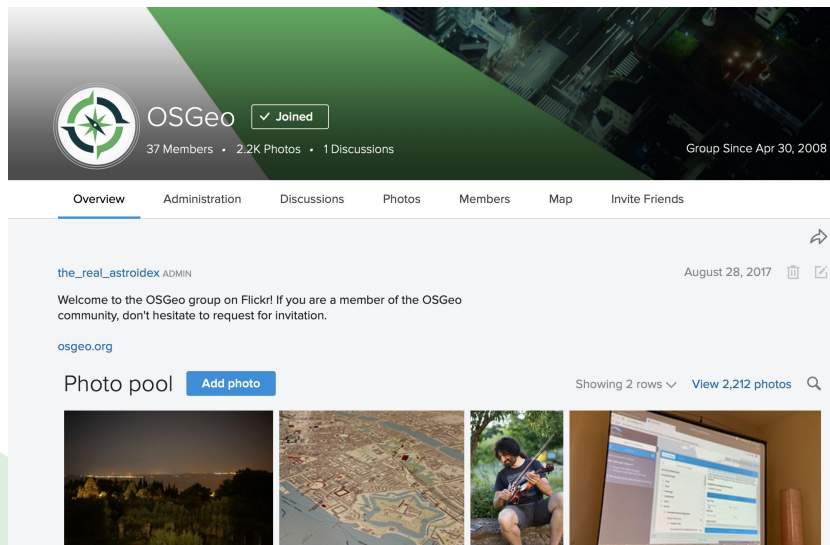 OSGeo
✓ Joined
37 Members • 2.2K Photos • 1 Discussions
Group Since Apr 30, 2008
Overview Administration Discussions Photos Members Map Invite Friends
the_real_astroidex ADMIN
August 28, 2017
Welcome to the OSGeo group on Flickr! If you are a member of the OSGeo
community, don't hesitate to request for invitation.
osgeo.org
Photo pool
Add photo
Showing 2 rows
View 2,212 photos